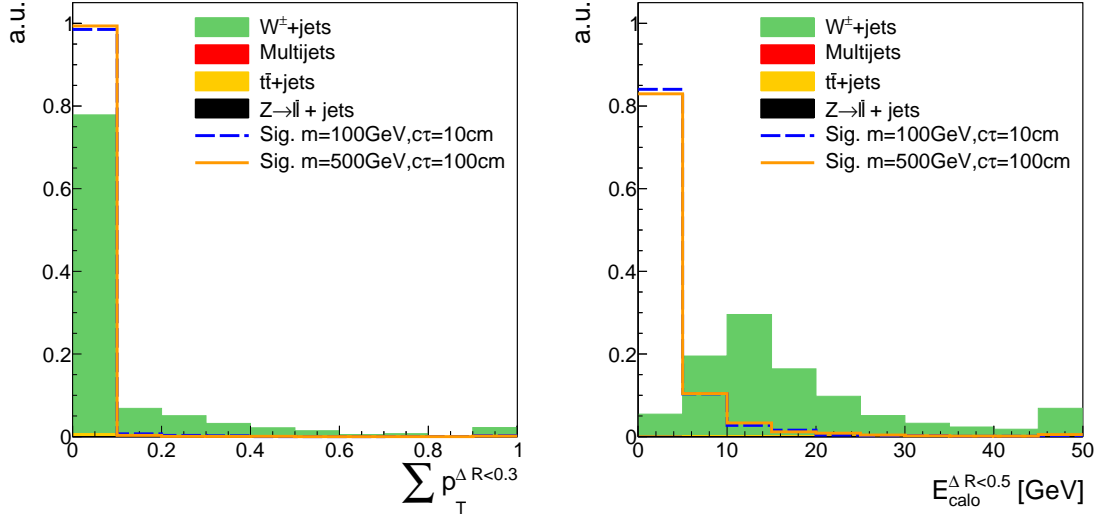 a.u.
1
0.8
0.6
0.4
0.2
0
W±+jets
Multijets
tt̄+jets
Z→ll̄ + jets
Sig. m=100GeV,cτ=10cm
Sig. m=500GeV,cτ=100cm
0 0.2 0.4 0.6 0.8 1
∑ p_T^{Δ R<0.3}
a.u.
1
0.8
0.6
0.4
0.2
0
W±+jets
Multijets
tt̄+jets
Z→ll̄ + jets
Sig. m=100GeV,cτ=10cm
Sig. m=500GeV,cτ=100cm
0 10 20 30 40 50
E_calo^{Δ R<0.5} [GeV]